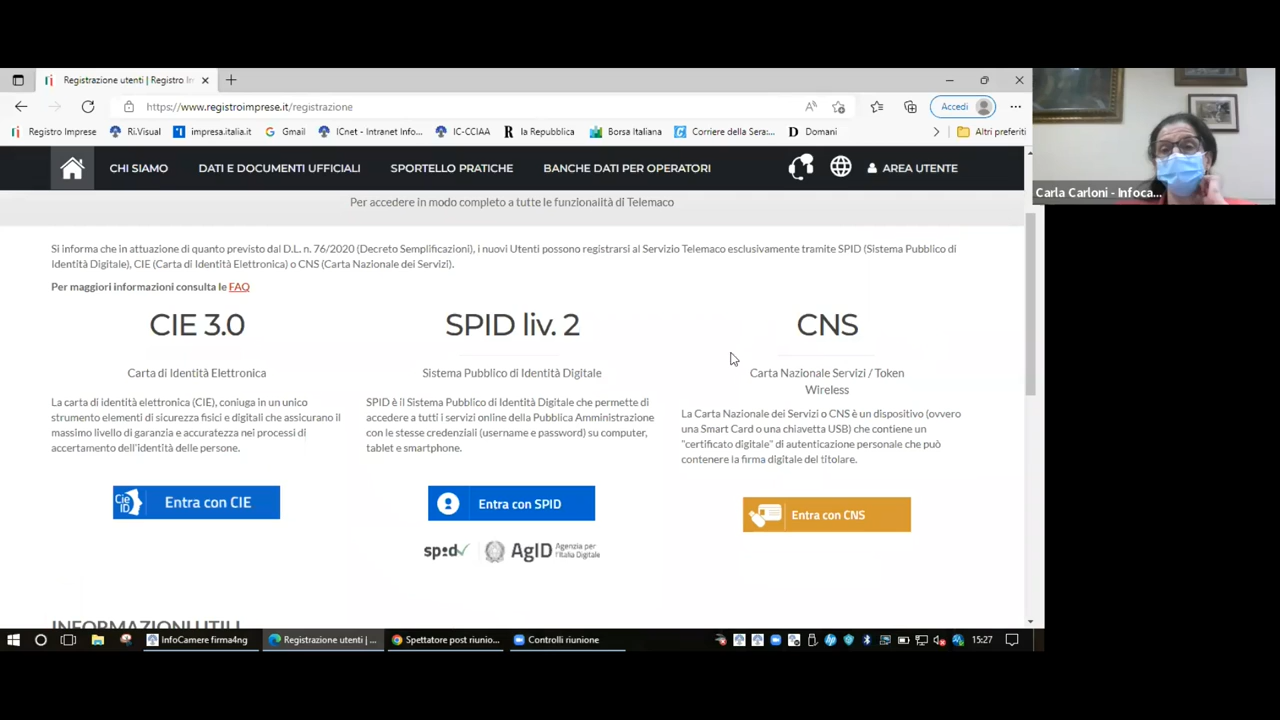 Registrazione utenti | Registro In
https://www.registroimprese.it/registrazione
Accedi
Registro Imprese
Ri.Visual
impresa.italia.it
Gmail
ICnet - Intranet Info...
IC-CCIAA
la Repubblica
Borsa Italiana
Corriere della Sera:...
Domani
Altri preferiti
CHI SIAMO
DATI E DOCUMENTI UFFICIALI
SPORTELLO PRATICHE
BANCHE DATI PER OPERATORI
AREA UTENTE
Carla Carloni - Infoca...
Per accedere in modo completo a tutte le funzionalità di Telemaco
Si informa che in attuazione di quanto previsto dal D.L. n. 76/2020 (Decreto Semplificazioni), i nuovi Utenti possono registrarsi al Servizio Telemaco esclusivamente tramite SPID (Sistema Pubblico di
Identità Digitale), CIE (Carta di Identità Elettronica) o CNS (Carta Nazionale dei Servizi).
Per maggiori informazioni consulta le FAQ
CIE 3.0
Carta di Identità Elettronica
La carta di identità elettronica (CIE), coniuga in un unico
strumento elementi di sicurezza fisici e digitali che assicurano il
massimo livello di garanzia e accuratezza nei processi di
accertamento dell'identità delle persone.
CieID
Entra con CIE
SPID liv. 2
Sistema Pubblico di Identità Digitale
SPID è il Sistema Pubblico di Identità Digitale che permette di
accedere a tutti i servizi online della Pubblica Amministrazione
con le stesse credenziali (username e password) su computer,
tablet e smartphone.
Entra con SPID
spid
AgID Agenzia per
l'Italia Digitale
CNS
Carta Nazionale Servizi / Token
Wireless
La Carta Nazionale dei Servizi o CNS è un dispositivo (ovvero
una Smart Card o una chiavetta USB) che contiene un
"certificato digitale" di autenticazione personale che può
contenere la firma digitale del titolare.
Entra con CNS
INFORMAZIONI UTILI
InfoCamere firma4ng
Registrazione utenti | ...
Spettatore post riunio...
Controlli riunione
15:27